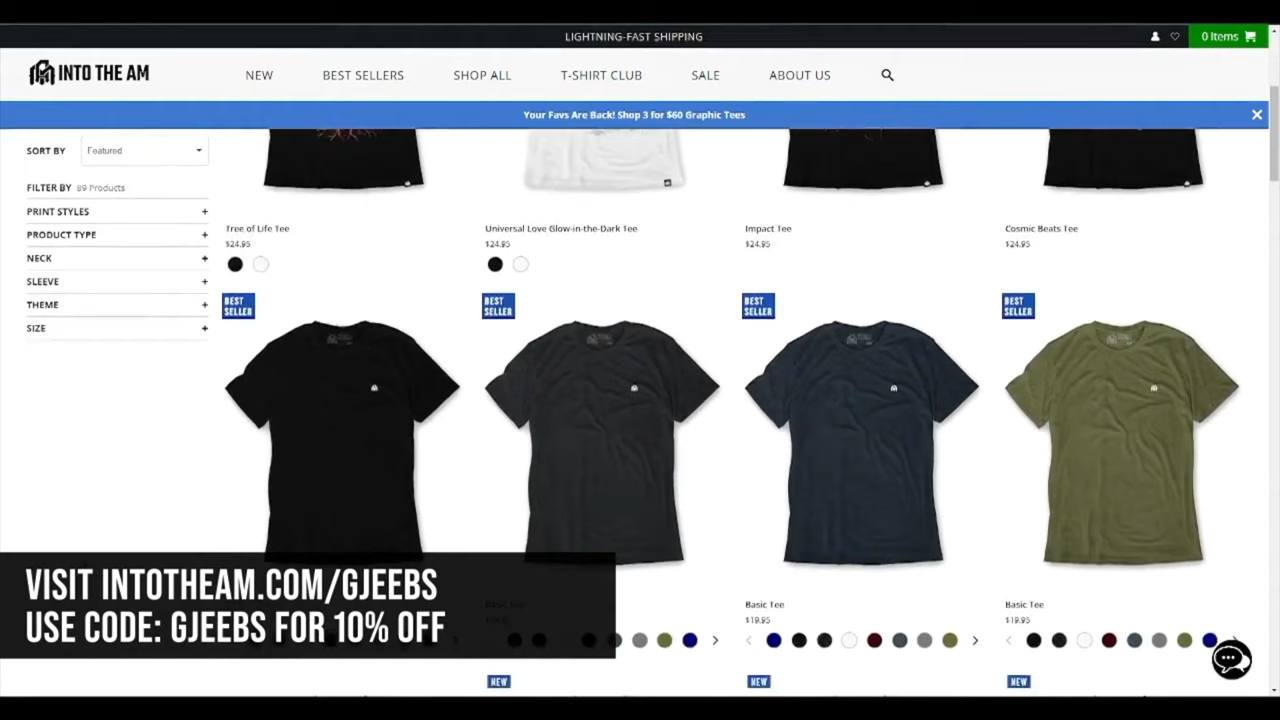 LIGHTNING-FAST SHIPPING
0 Items
INTO THE AM
NEW
BEST SELLERS
SHOP ALL
T-SHIRT CLUB
SALE
ABOUT US
Your Favs Are Back! Shop 3 for $60 Graphic Tees
SORT BY
Featured
FILTER BY 89 Products
PRINT STYLES +
PRODUCT TYPE +
NECK +
SLEEVE +
THEME +
SIZE +
Tree of Life Tee
$24.95
Universal Love Glow-in-the-Dark Tee
$24.95
Impact Tee
$24.95
Cosmic Beats Tee
$24.95
BEST
SELLER
BEST
SELLER
BEST
SELLER
BEST
SELLER
VISIT INTOTHEAM.COM/GJEEBS
USE CODE: GJEEBS FOR 10% OFF
Basic Tee
$19.95
Basic Tee
$19.95
Basic Tee
$19.95
NEW
NEW
NEW